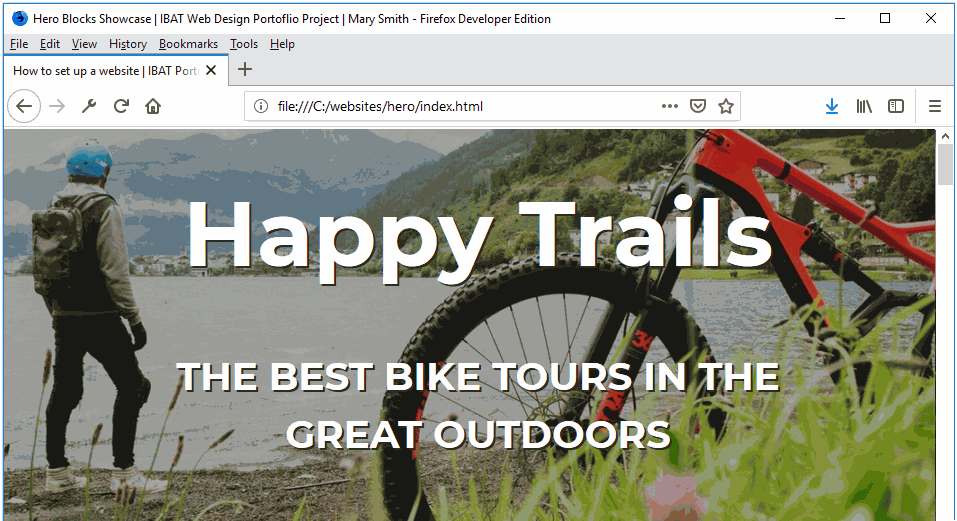 Hero Blocks Showcase | IBAT Web Design Portoflio Project | Mary Smith - Firefox Developer Edition
File Edit View History Bookmarks Tools Help
How to set up a website | IBAT Port
file:///C:/websites/hero/index.html
Happy Trails
THE BEST BIKE TOURS IN THE
GREAT OUTDOORS